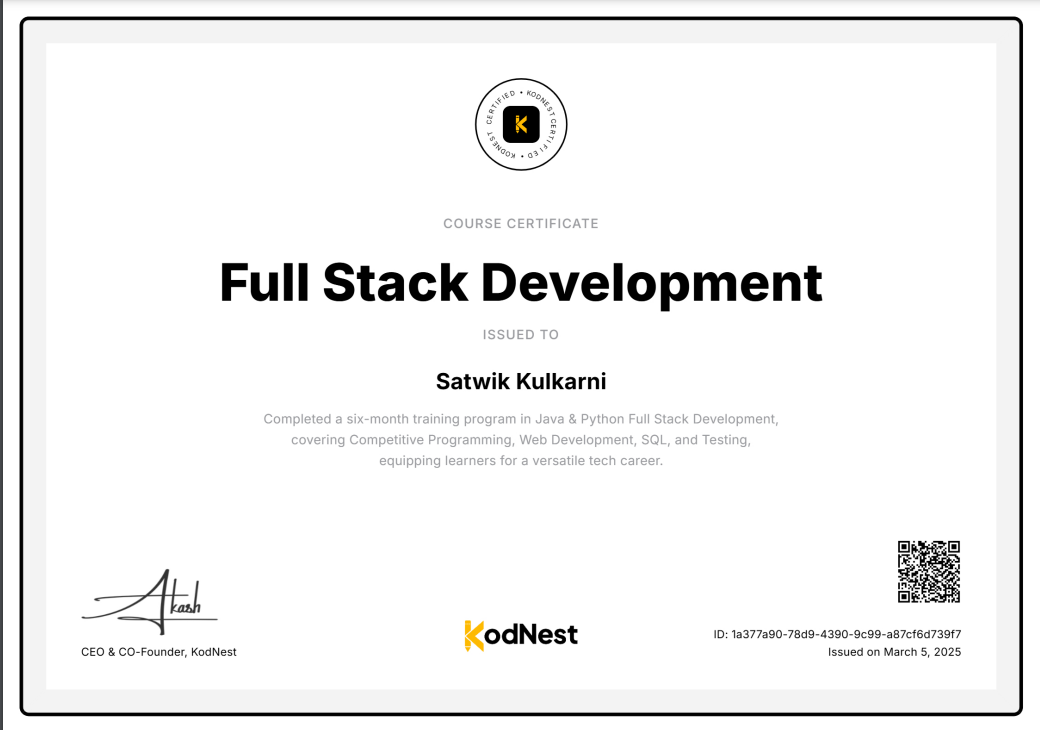 KODNEST CERTIFIED • KODNEST CERTIFIED •
K
COURSE CERTIFICATE
Full Stack Development
ISSUED TO
Satwik Kulkarni
Completed a six-month training program in Java & Python Full Stack Development,
covering Competitive Programming, Web Development, SQL, and Testing,
equipping learners for a versatile tech career.
Akash
CEO & CO-Founder, KodNest
KodNest
ID: 1a377a90-78d9-4390-9c99-a87cf6d739f7
Issued on March 5, 2025